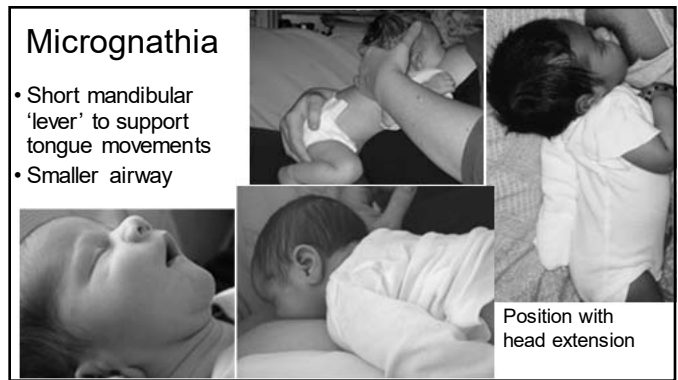 Micrognathia
• Short mandibular
‘lever’ to support
tongue movements
• Smaller airway
Position with
head extension